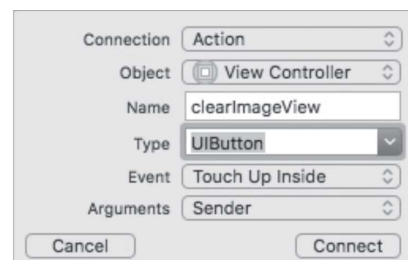 Connection Action
Object View Controller
Name clearImageView
Type UIButton
Event Touch Up Inside
Arguments Sender
Cancel Connect